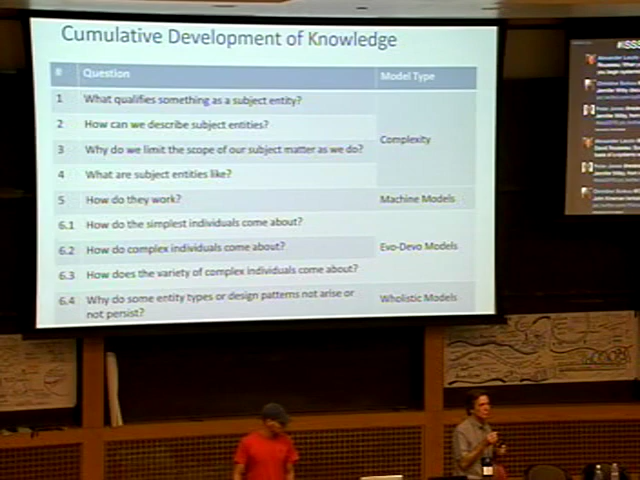 Cumulative Development of Knowledge
# Question Model Type
1 What qualifies something as a subject entity?
2 How can we describe subject entities?
3 Why do we limit the scope of our subject matter as we do?
Complexity
4 What are subject entities like?
5 How do they work? Machine Models
6.1 How do the simplest individuals come about?
6.2 How do complex individuals come about? Evo-Devo Models
6.3 How does the variety of complex individuals come about?
6.4 Why do some entity types or design patterns not arise or
not persist?
Wholistic Models